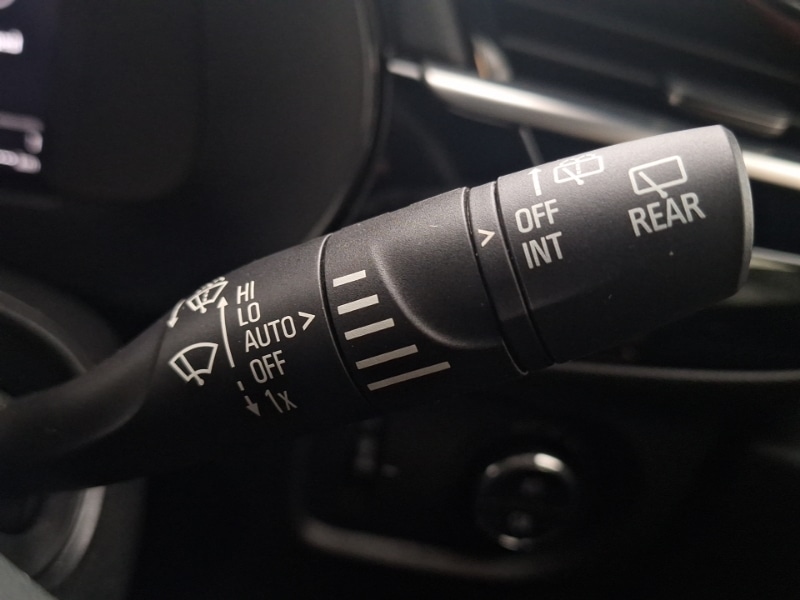 HI
LO
AUTO >
OFF
1x
>
OFF
INT
REAR